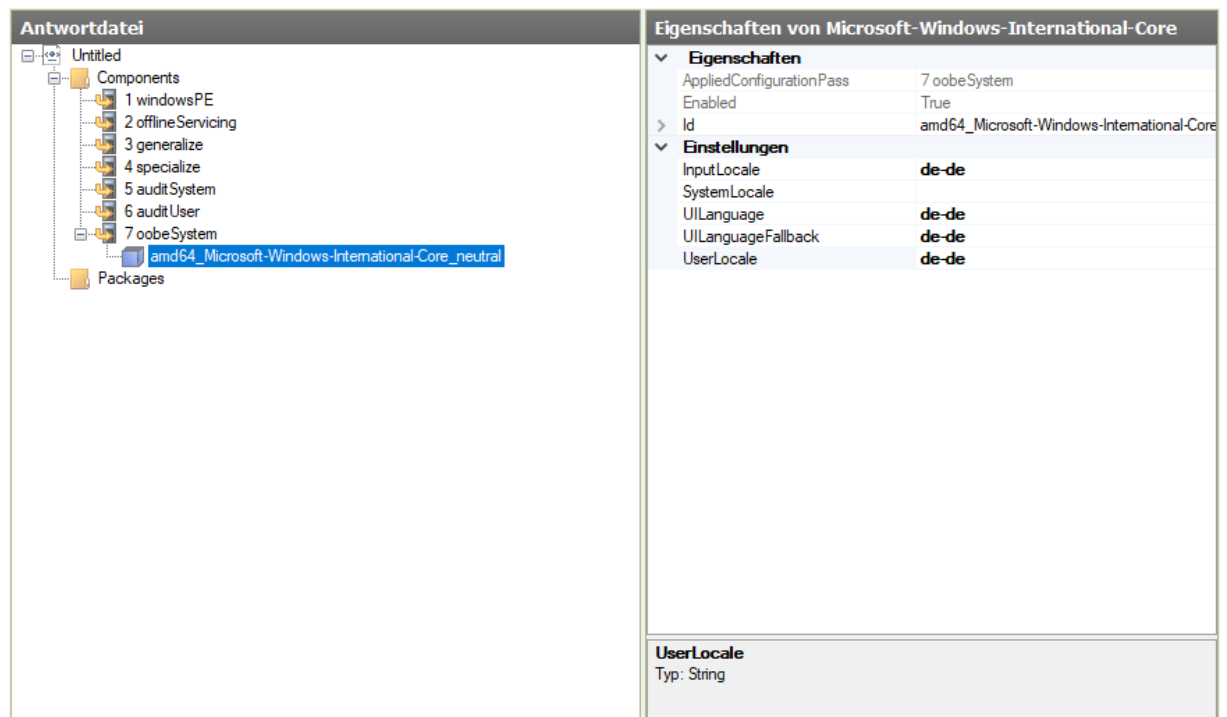 Antwortdatei
Untitled
Components
1 windowsPE
2 offlineServicing
3 generalize
4 specialize
5 auditSystem
6 auditUser
7 oobeSystem
amd64_Microsoft-Windows-International-Core_neutral
Packages
Eigenschaften von Microsoft-Windows-International-Core
Eigenschaften
AppliedConfigurationPass 7 oobeSystem
Enabled True
Id amd64_Microsoft-Windows-International-Core
Einstellungen
InputLocale de-de
SystemLocale
UILanguage de-de
UILanguageFallback de-de
UserLocale de-de
UserLocale
Typ: String